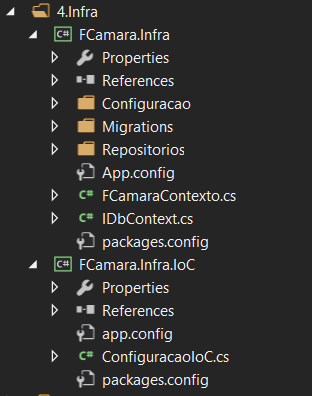 4.Infra
C# FCamara.Infra
Properties
References
Configuracao
Migrations
Repositorios
App.config
C# FCamaraContexto.cs
C# IDbContext.cs
packages.config
C# FCamara.Infra.IoC
Properties
References
app.config
C# ConfiguracaoIoC.cs
packages.config